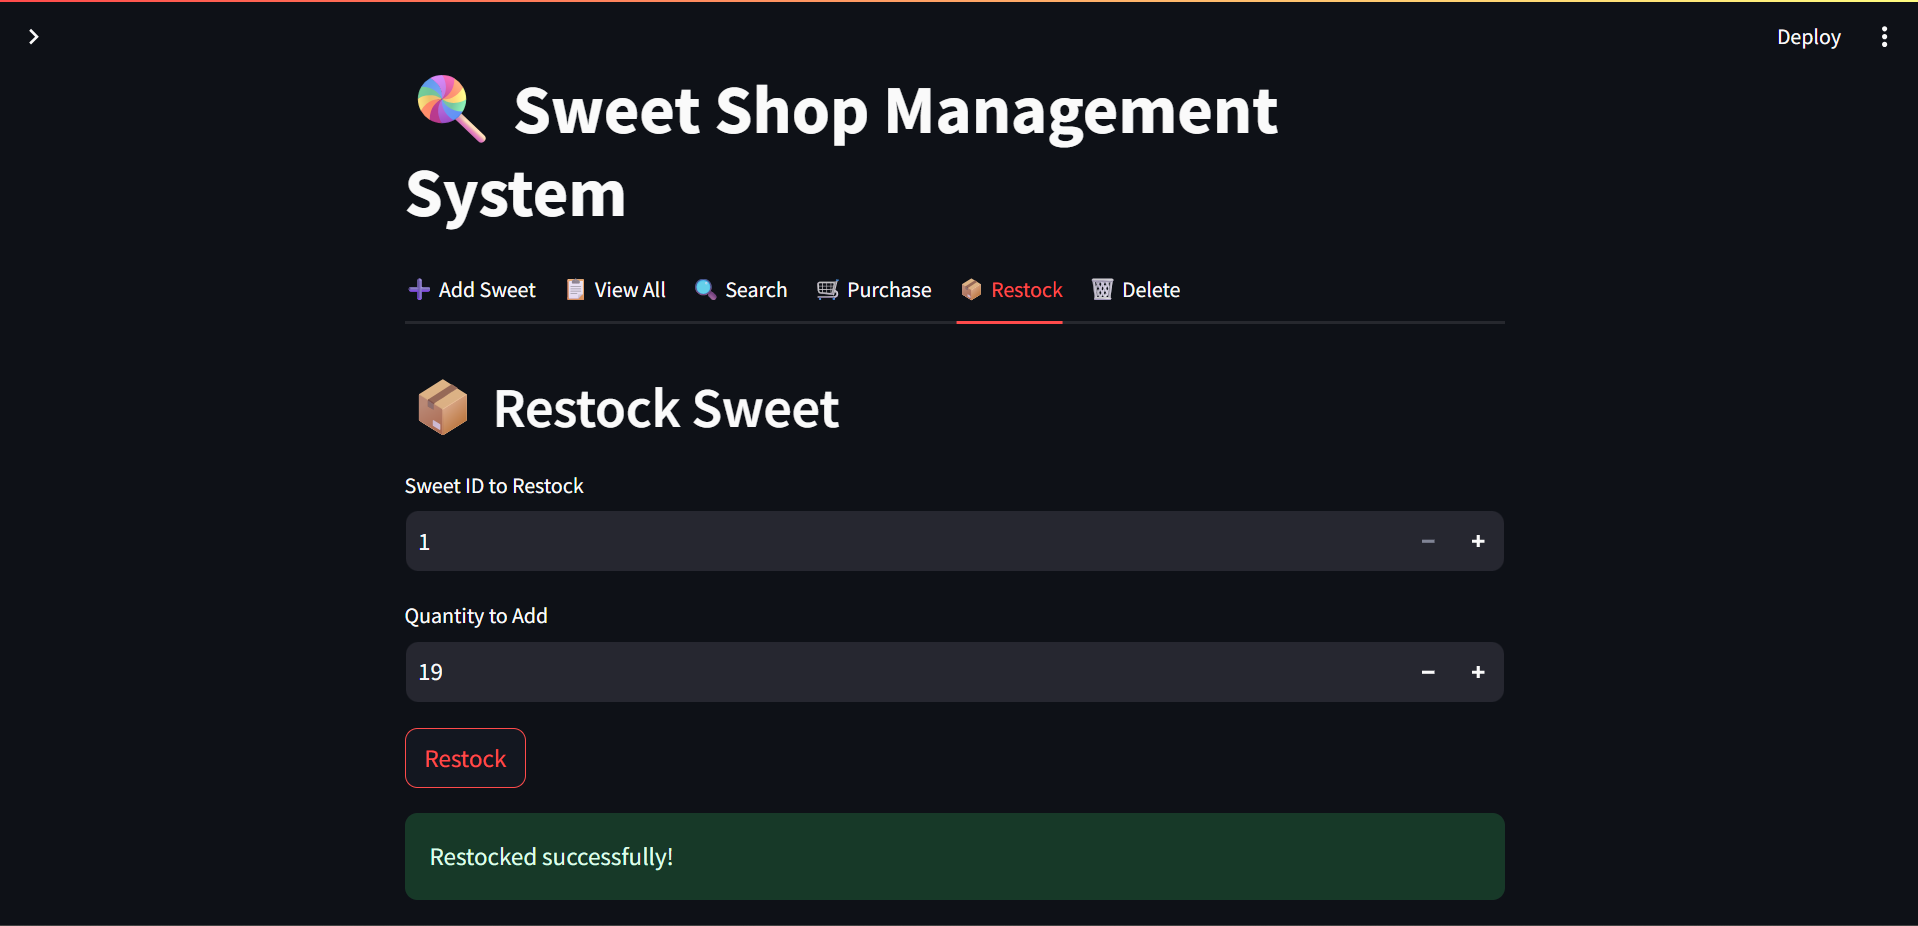 Deploy
Sweet Shop Management
System
Add Sweet View All Search Purchase Restock Delete
Restock Sweet
Sweet ID to Restock
1
Quantity to Add
19
Restock
Restocked successfully!